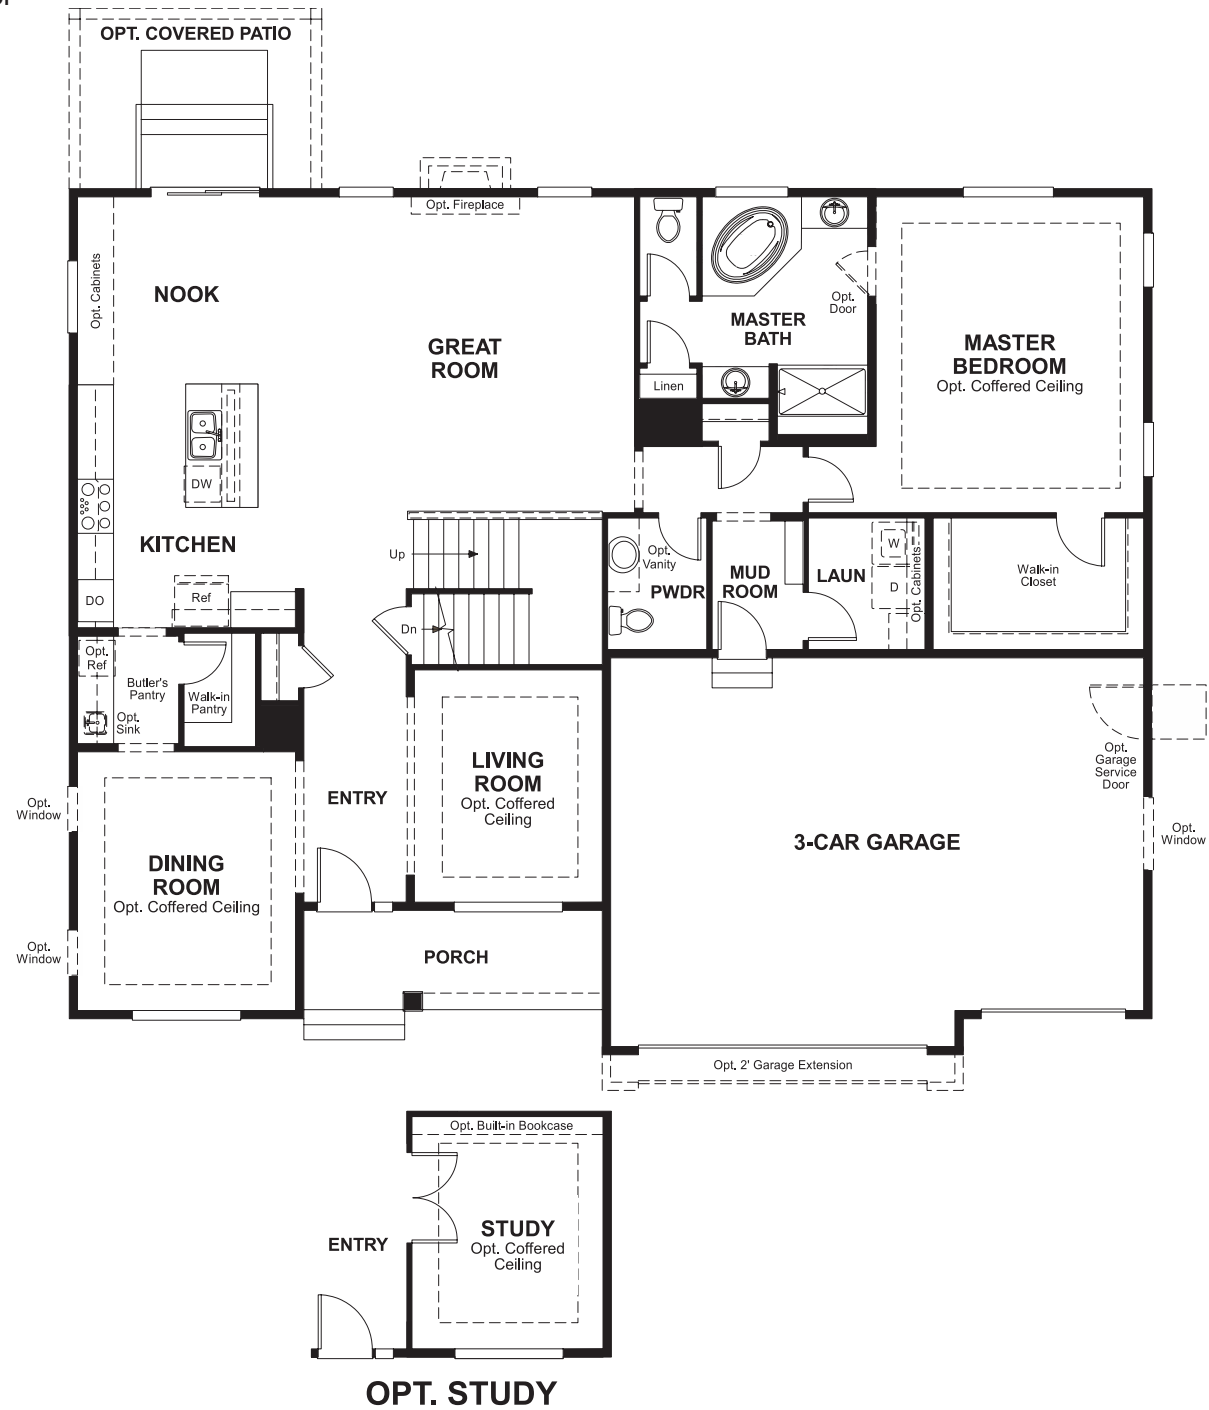 OPT. COVERED PATIO
Opt. Fireplace
Opt. Cabinets
NOOK
GREAT
ROOM
MASTER
BATH
Opt.
Door
MASTER
BEDROOM
Opt. Coffered Ceiling
Linen
DW
KITCHEN
Up
Opt.
Vanity
PWDR
MUD
ROOM
LAUN
W
D
Opt. Cabinets
Walk-in
Closet
DO
Ref
Dn
Opt.
Ref
Butler's
Pantry
Walk-in
Pantry
Opt.
Sink
LIVING
ROOM
Opt. Coffered
Ceiling
ENTRY
Opt.
Garage
Service
Door
Opt.
Window
Opt.
Window
3-CAR GARAGE
DINING
ROOM
Opt. Coffered Ceiling
Opt.
Window
PORCH
Opt. 2' Garage Extension
Opt. Built-in Bookcase
STUDY
Opt. Coffered
Ceiling
ENTRY
OPT. STUDY